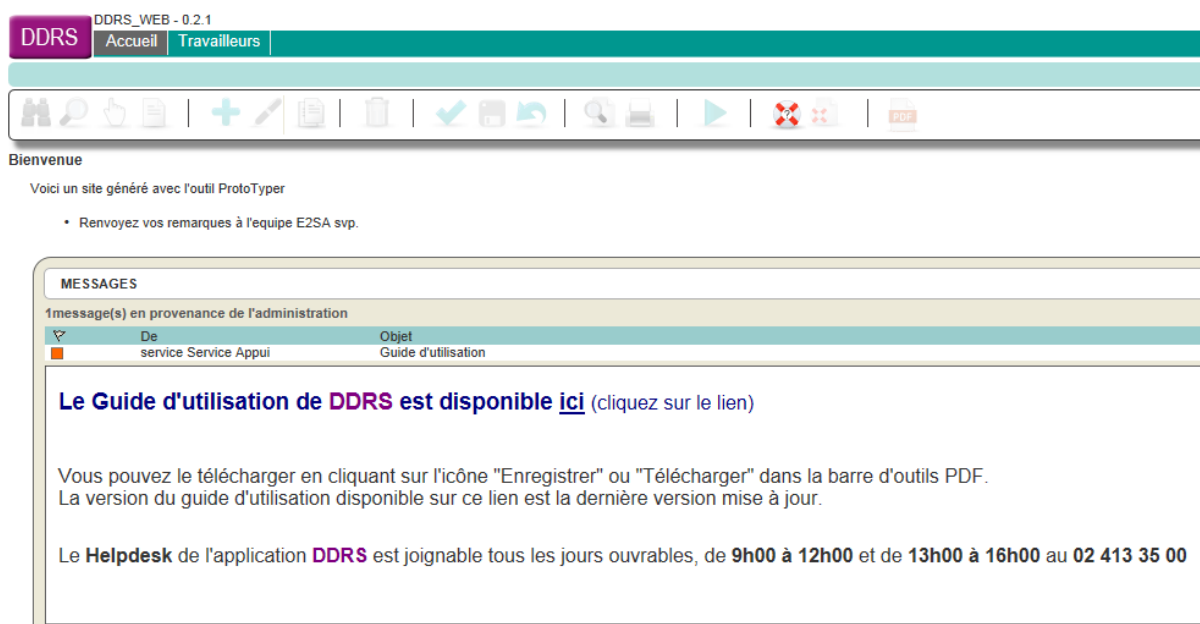 DDRS_WEB - 0.2.1
DDRS
Accueil Travailleurs
?
PDF
Bienvenue
Voici un site généré avec l'outil ProtoTyper
• Renvoyez vos remarques à l'equipe E2SA svp.
MESSAGES
1message(s) en provenance de l'administration
De Objet
service Service Appui Guide d'utilisation
Le Guide d'utilisation de DDRS est disponible ici (cliquez sur le lien)
Vous pouvez le télécharger en cliquant sur l'icône "Enregistrer" ou "Télécharger" dans la barre d'outils PDF.
La version du guide d'utilisation disponible sur ce lien est la dernière version mise à jour.
Le Helpdesk de l'application DDRS est joignable tous les jours ouvrables, de 9h00 à 12h00 et de 13h00 à 16h00 au 02 413 35 00